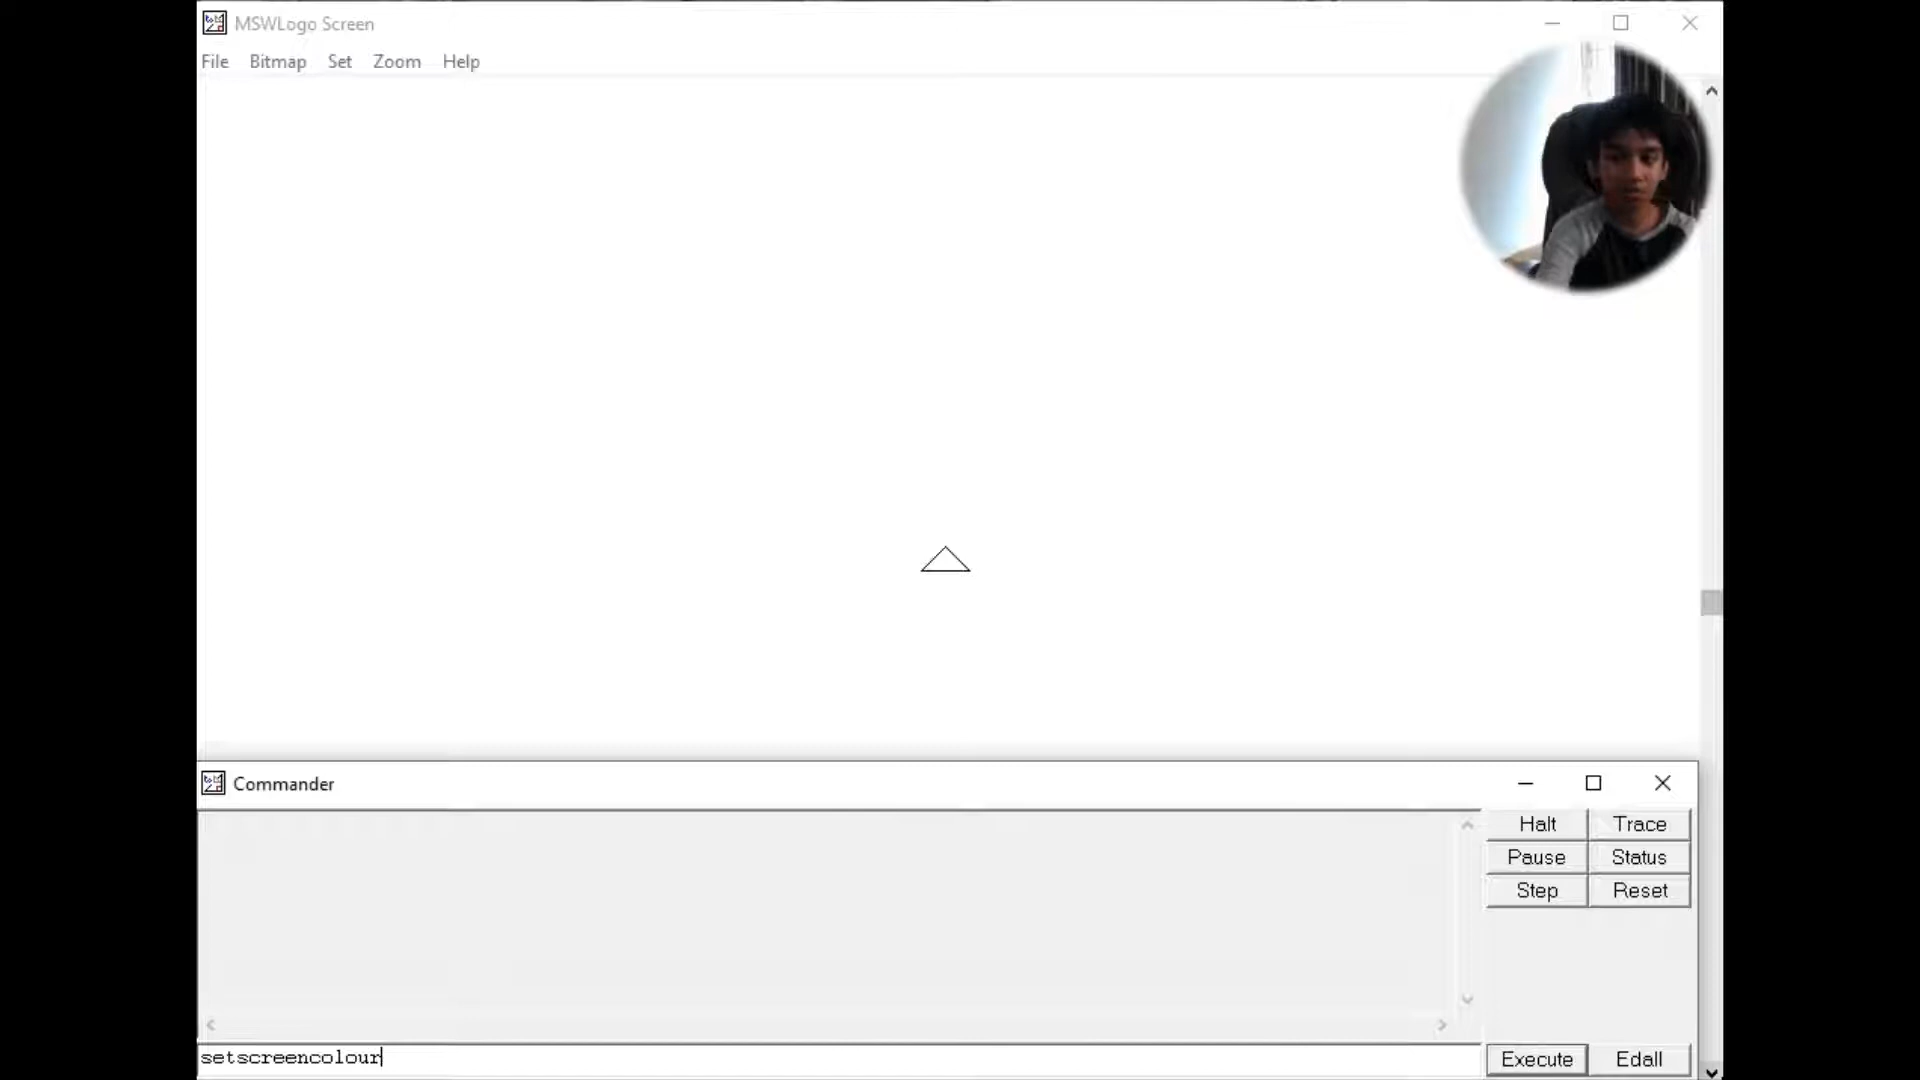 MSWLogo Screen
File Bitmap Set Zoom Help
Commander
Halt Trace
Pause Status
Step Reset
setscreencolour
Execute Edall